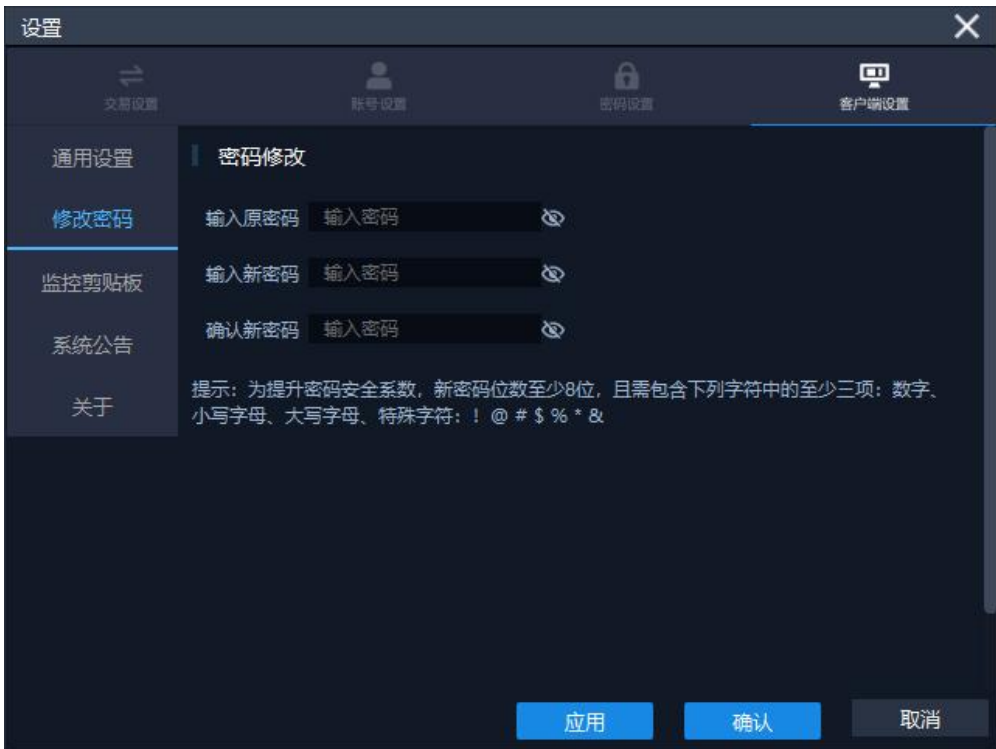 设置
交易设置
账号设置
密码设置
客户端设置
通用设置
密码修改
修改密码
输入原密码 输入密码
监控剪贴板
输入新密码 输入密码
系统公告
确认新密码 输入密码
关于
提示：为提升密码安全系数，新密码位数至少8位，且需包含下列字符中的至少三项：数字、
小写字母、大写字母、特殊字符：！ @ # $ % * &
应用
确认
取消